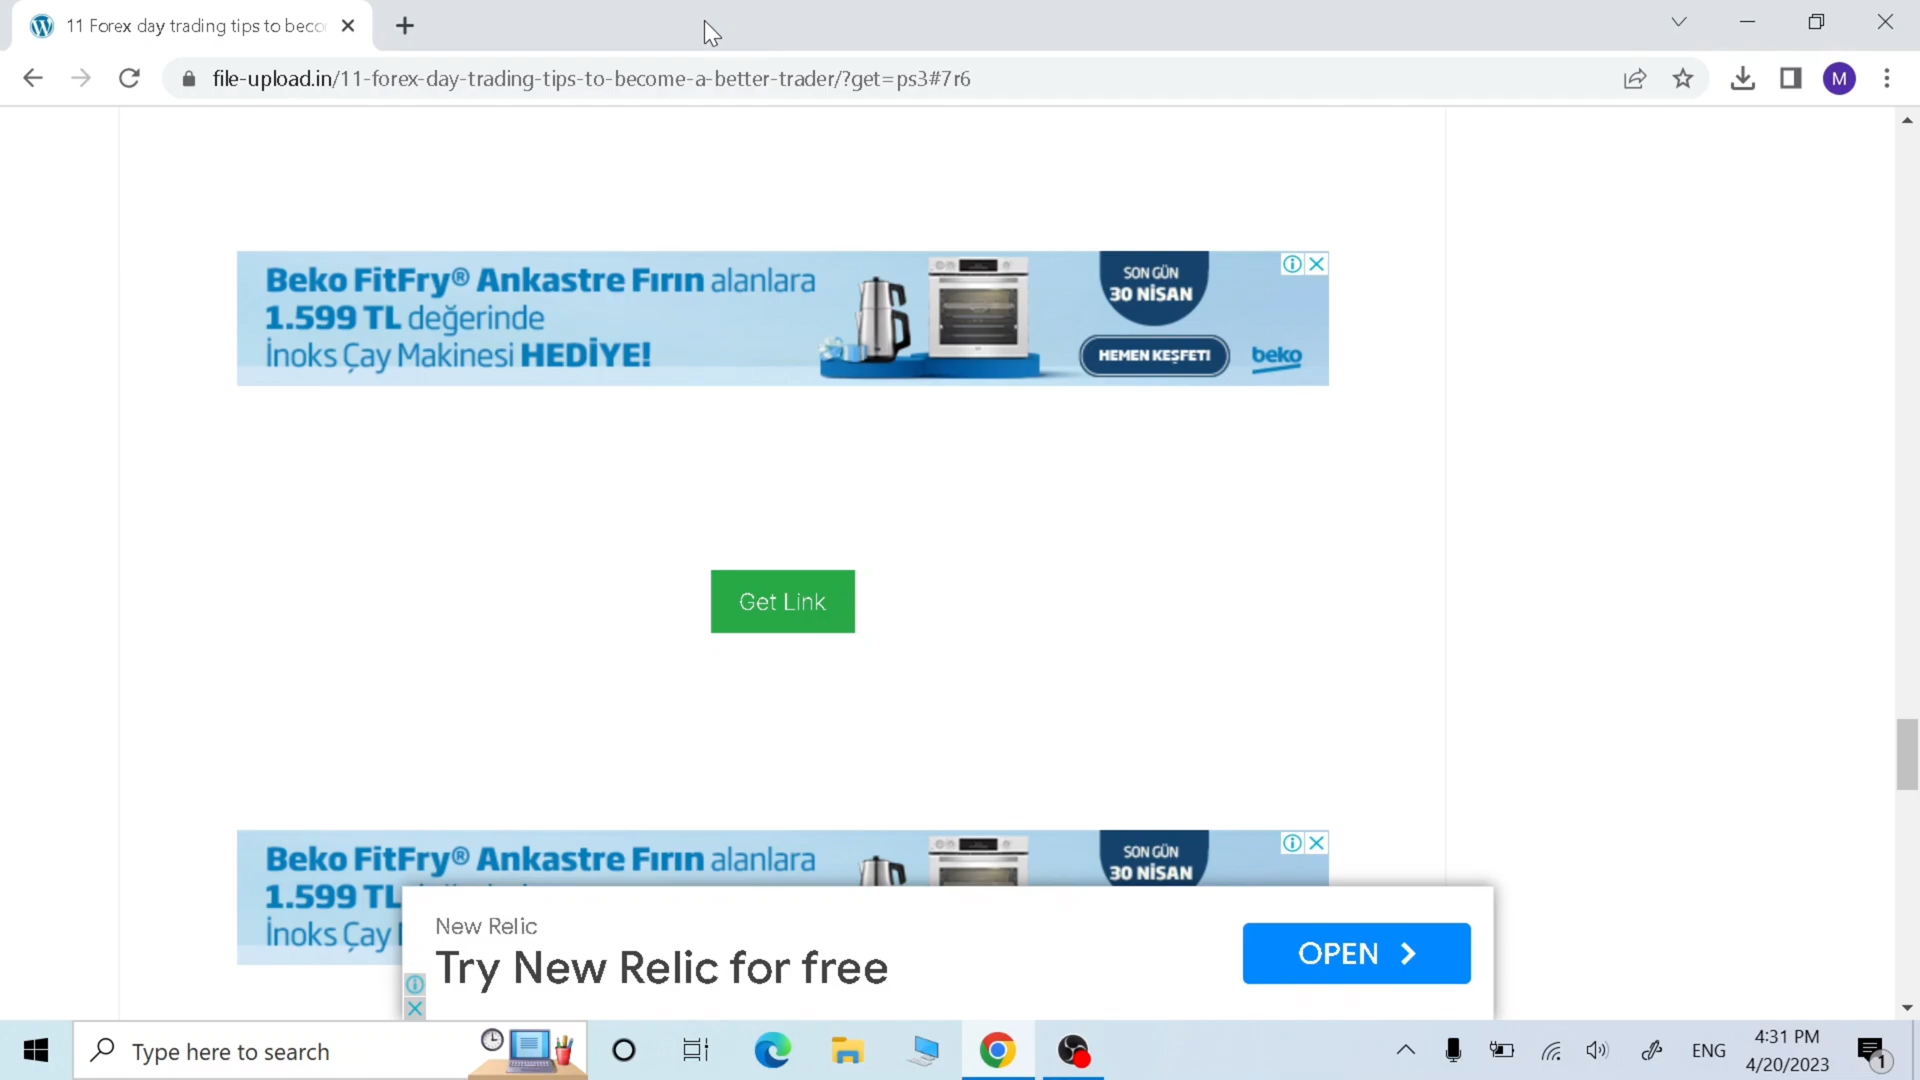 11 Forex day trading tips to beco
file-upload.in/11-forex-day-trading-tips-to-become-a-better-trader/?get=ps3#7r6
M
Beko FitFry® Ankastre Fırın alanlara
1.599 TL değerinde
İnoks Çay Makinesi HEDİYE!
SON GÜN
30 NİSAN
HEMEN KEŞFET!
beko
Get Link
Beko FitFry® Ankastre Fırın alanlara
1.599 TL
İnoks Çay
SON GÜN
30 NİSAN
New Relic
Try New Relic for free
OPEN
Type here to search
ENG
4:31 PM
4/20/2023
1